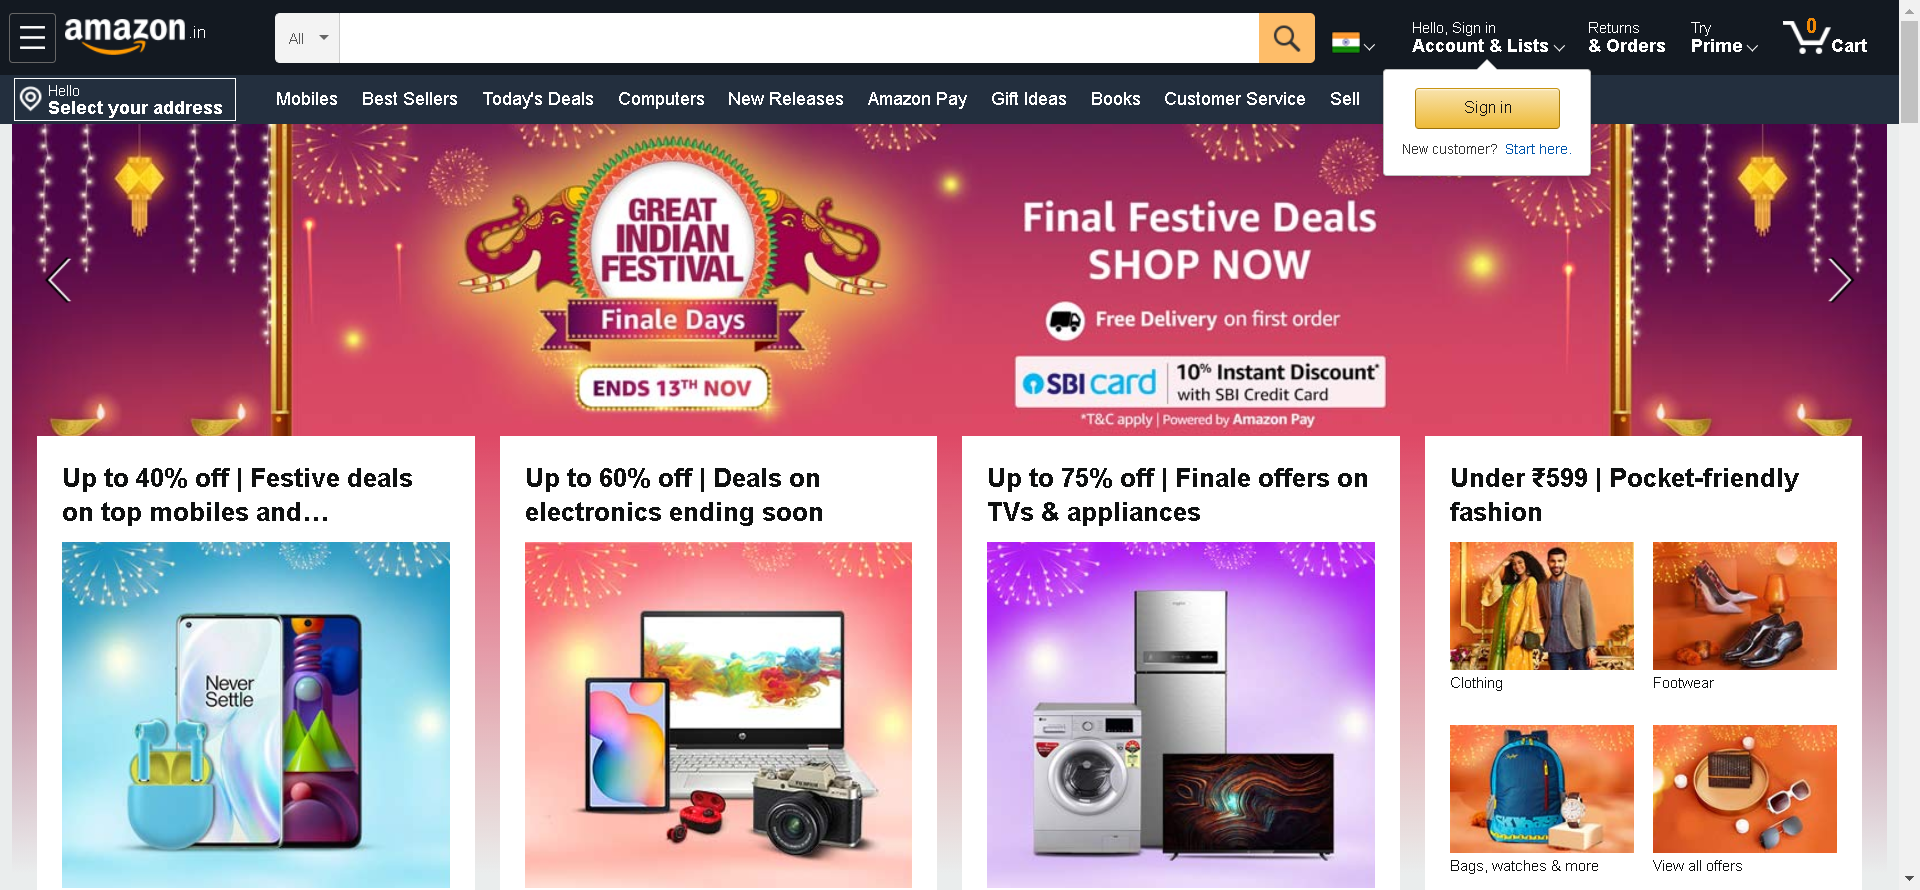 amazon.in
All
Hello, Sign in
Account & Lists
Returns
& Orders
Try
Prime
0
Cart
Hello
Select your address
Mobiles
Best Sellers
Today's Deals
Computers
New Releases
Amazon Pay
Gift Ideas
Books
Customer Service
Sell
Sign in
New customer? Start here.
GREAT
INDIAN
FESTIVAL
Finale Days
ENDS 13TH NOV
Final Festive Deals
SHOP NOW
Free Delivery on first order
SBI card
10% Instant Discount*
with SBI Credit Card
*T&C apply | Powered by Amazon Pay
Up to 40% off | Festive deals
on top mobiles and...
Up to 60% off | Deals on
electronics ending soon
Up to 75% off | Finale offers on
TVs & appliances
Under ₹599 | Pocket-friendly
fashion
Never
Settle
hp
FUJIFILM
LG
Clothing
Footwear
Bags, watches & more
View all offers